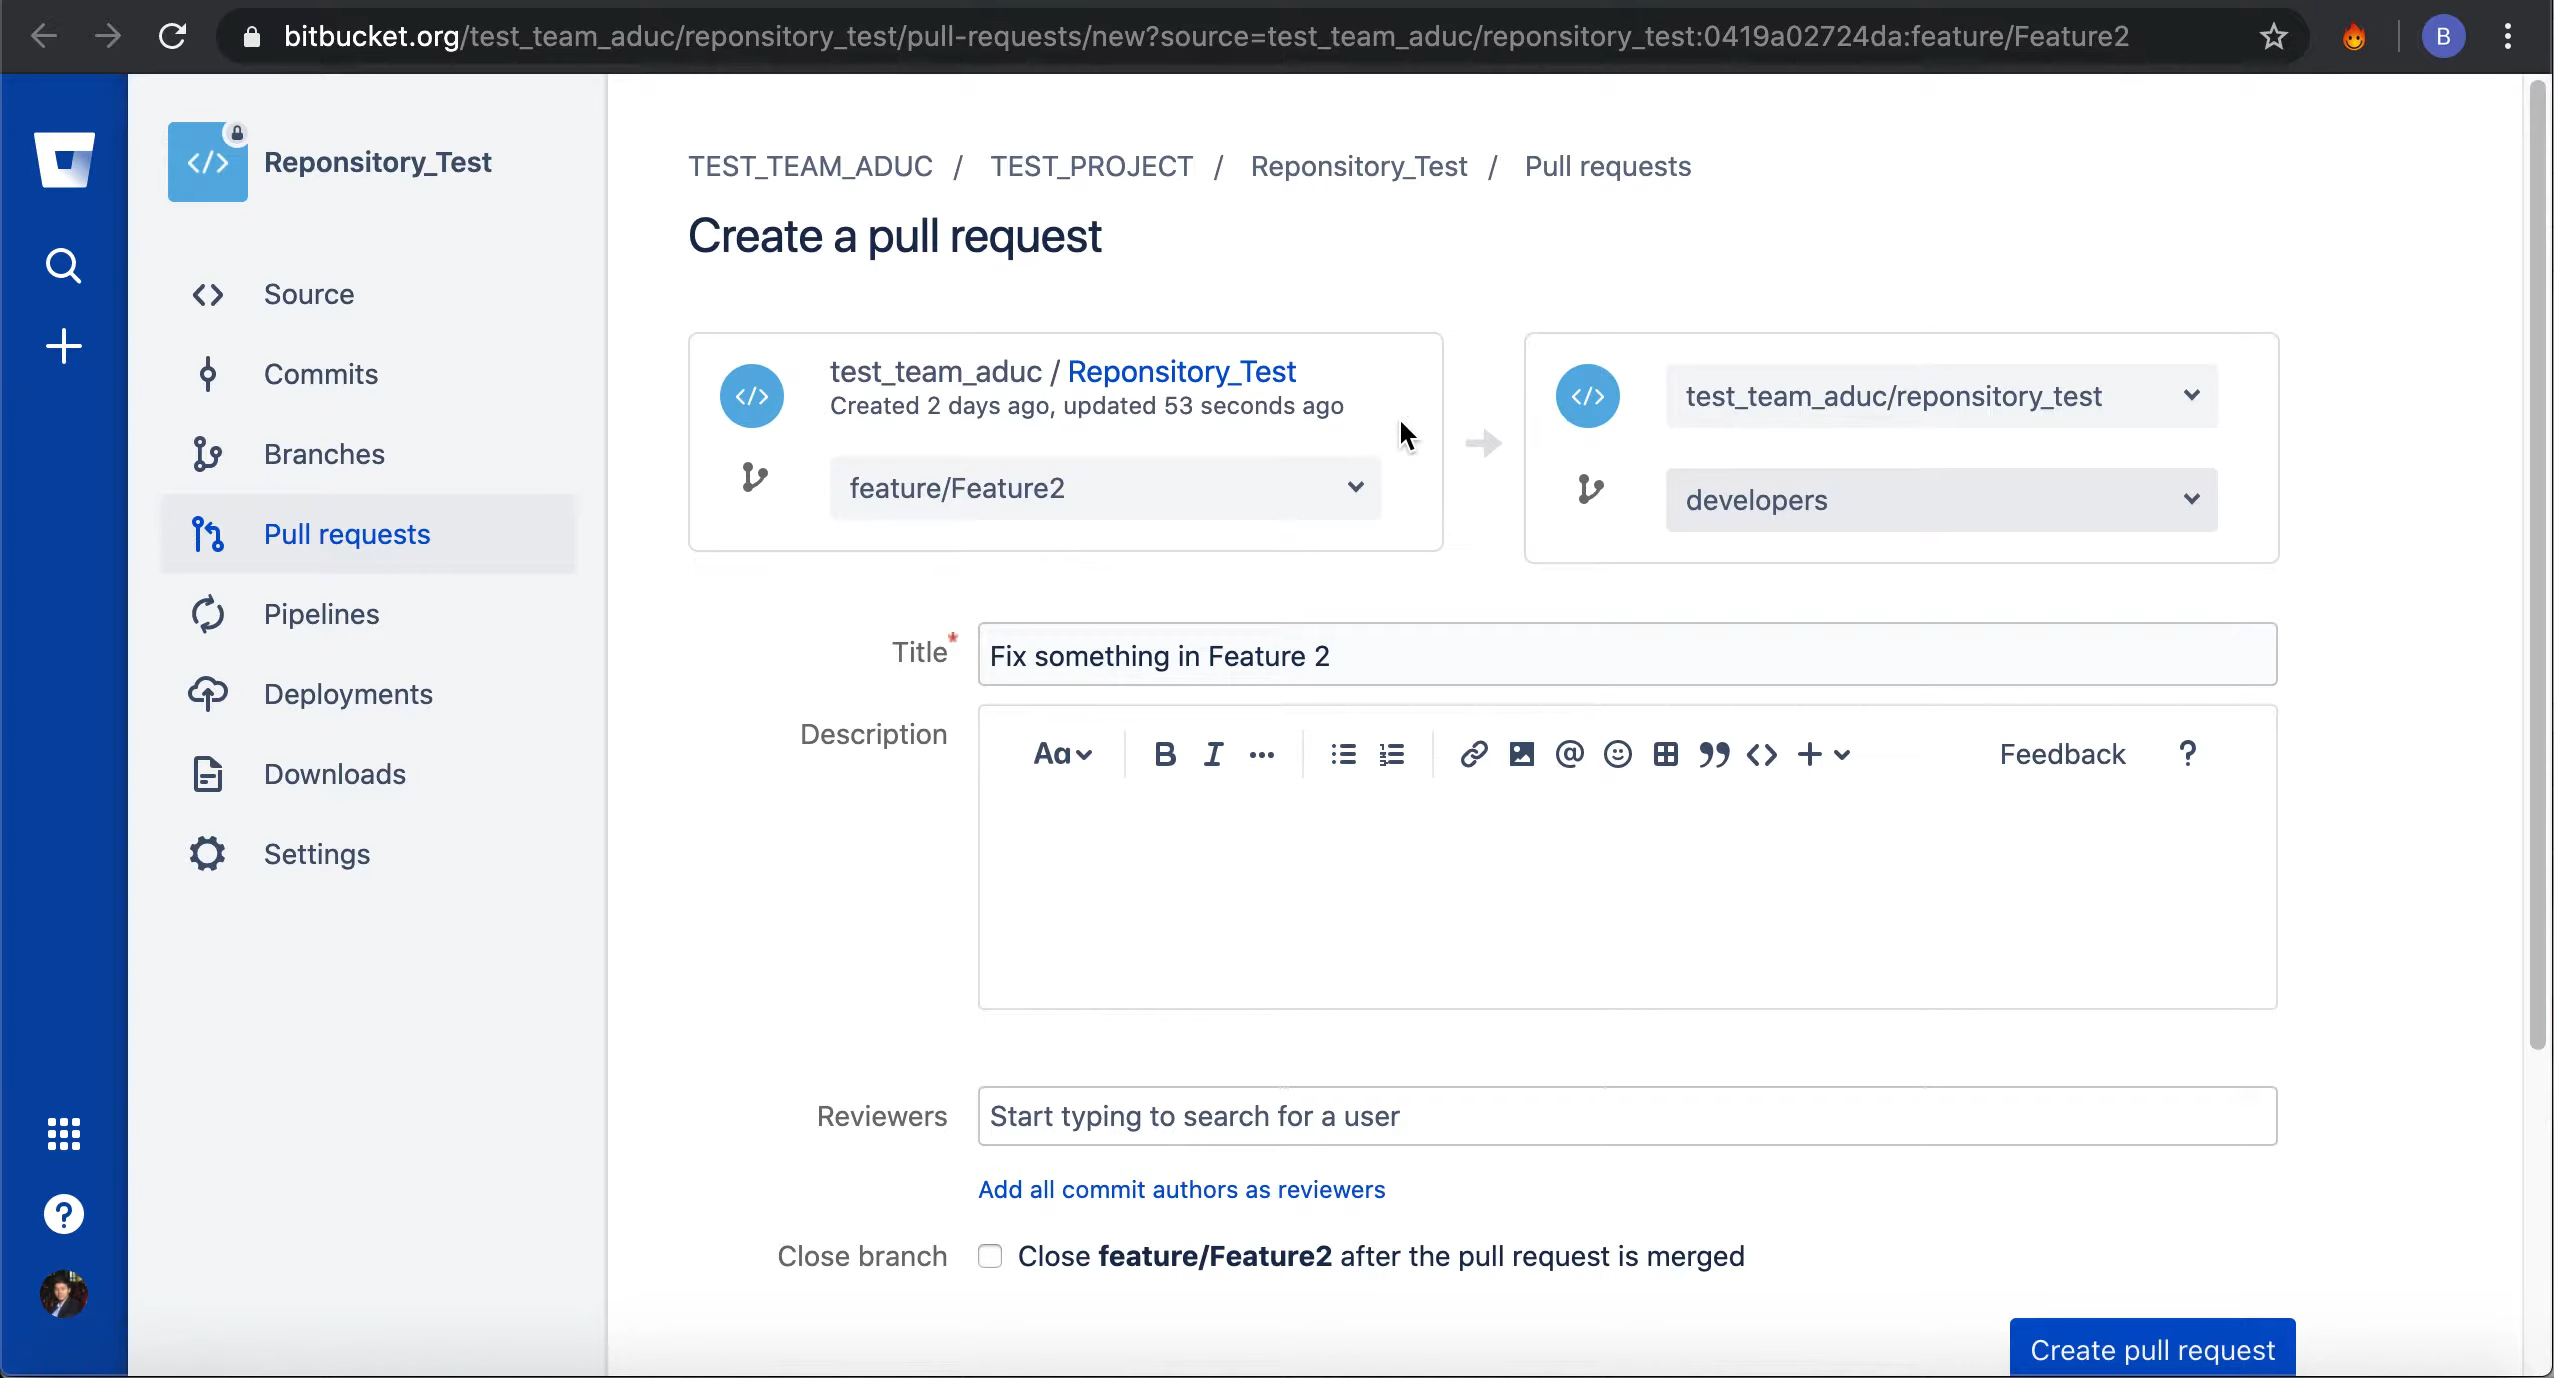 bitbucket.org/test_team_aduc/reponsitory_test/pull-requests/new?source=test_team_aduc/reponsitory_test:0419a02724da:feature/Feature2
B
Reponsitory_Test
Source
Commits
Branches
Pull requests
Pipelines
Deployments
Downloads
Settings
TEST_TEAM_ADUC / TEST_PROJECT / Reponsitory_Test / Pull requests
Create a pull request
test_team_aduc / Reponsitory_Test
Created 2 days ago, updated 53 seconds ago
feature/Feature2
test_team_aduc/reponsitory_test
developers
Title*
Fix something in Feature 2
Description
Aa B I ... @ + Feedback ?
Reviewers
Start typing to search for a user
Add all commit authors as reviewers
Close branch
Close feature/Feature2 after the pull request is merged
Create pull request